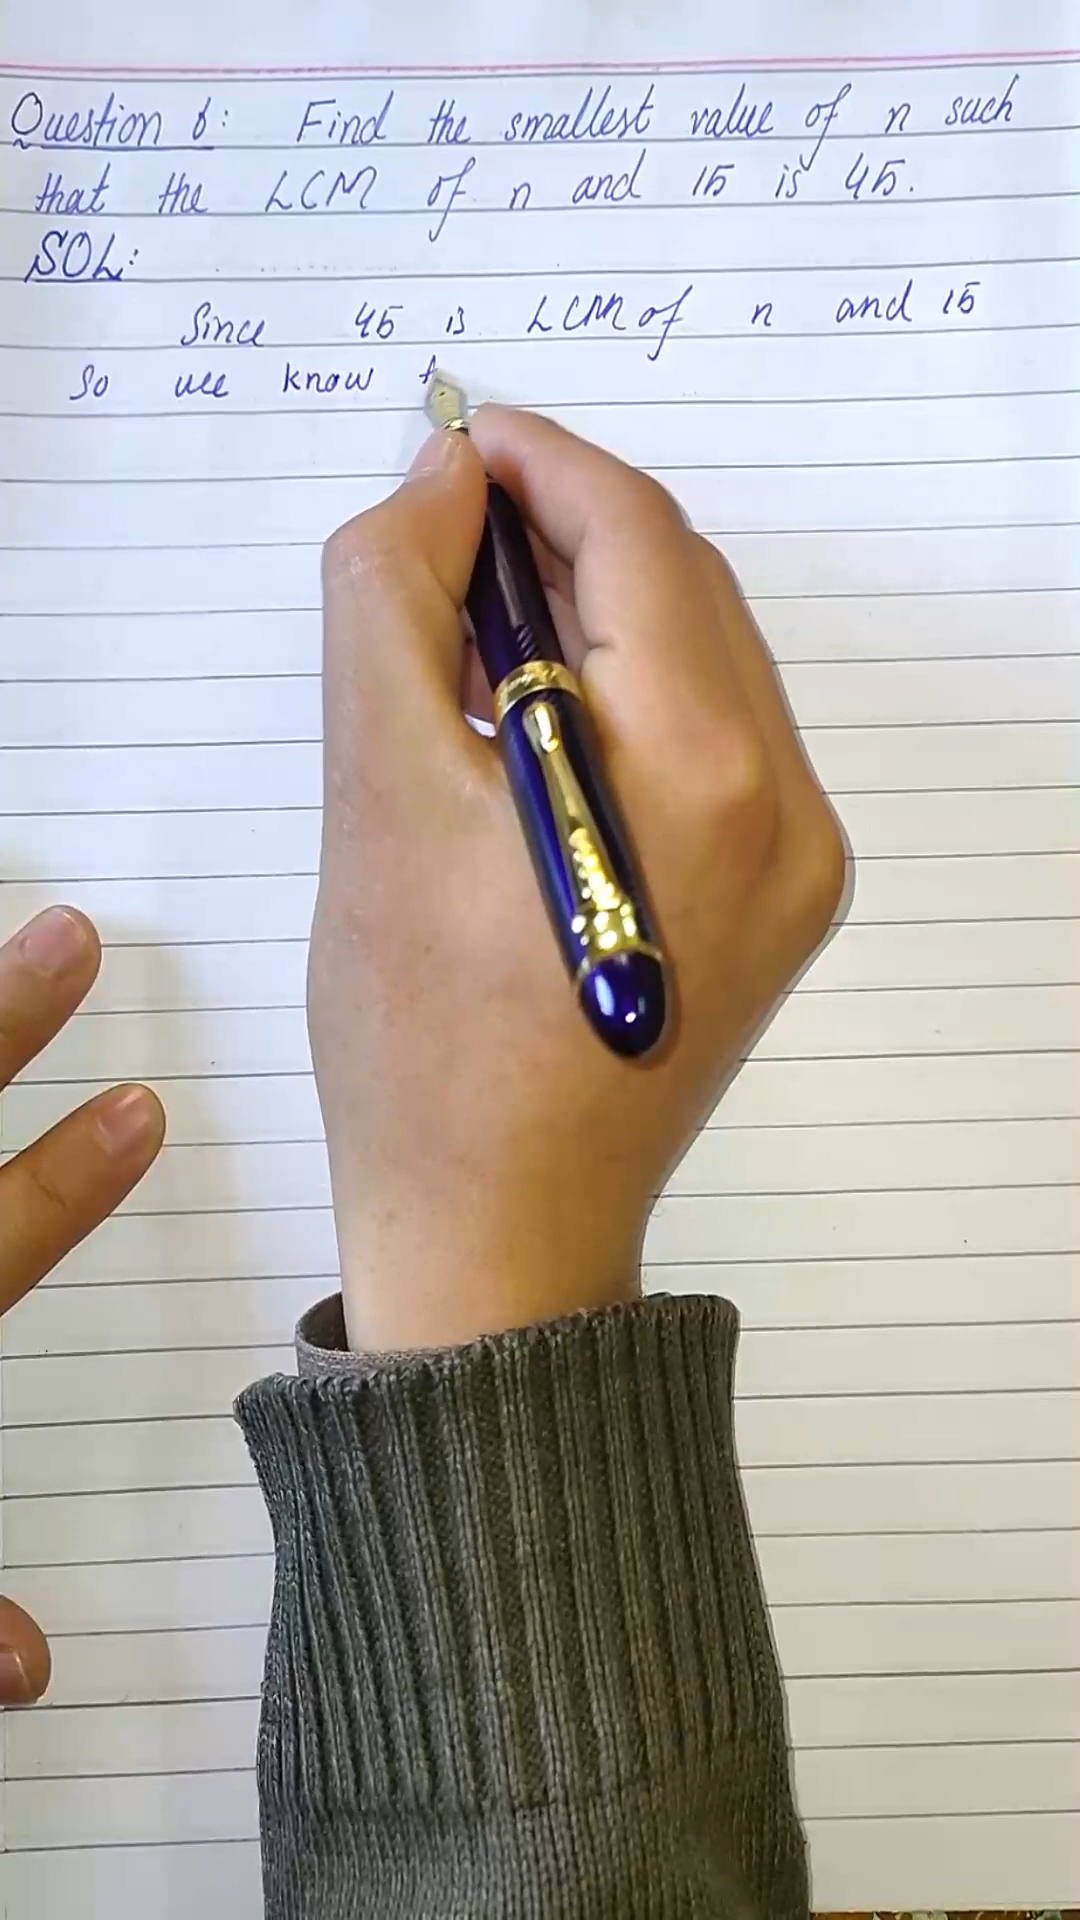 Question 6: Find the smallest value of n such
that the LCM of n and 15 is 45.
SOL:
Since 45 is LCM of n and 15
So we know